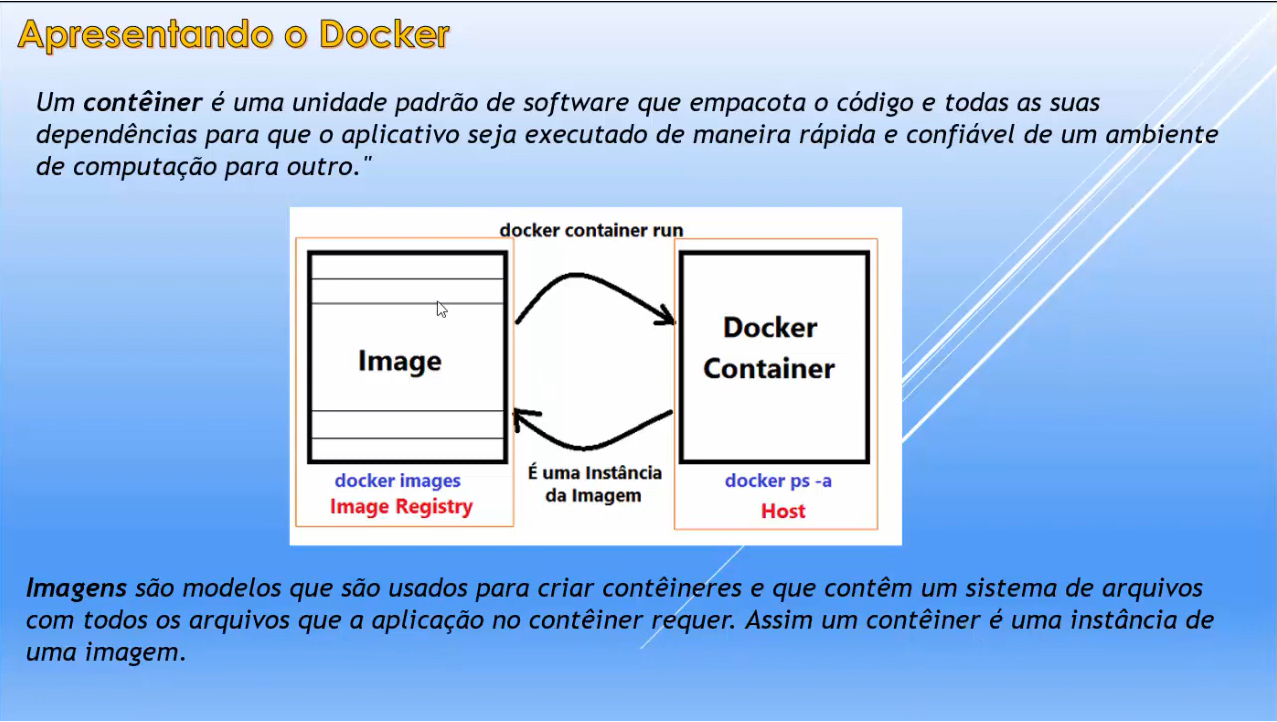 Apresentando o Docker
Um contêiner é uma unidade padrão de software que empacota o código e todas as suas
dependências para que o aplicativo seja executado de maneira rápida e confiável de um ambiente
de computação para outro."
docker container run
Image
Docker
Container
É uma Instância
da Imagem
docker images
Image Registry
docker ps -a
Host
Imagens são modelos que são usados para criar contêineres e que contêm um sistema de arquivos
com todos os arquivos que a aplicação no contêiner requer. Assim um contêiner é uma instância de
uma imagem.